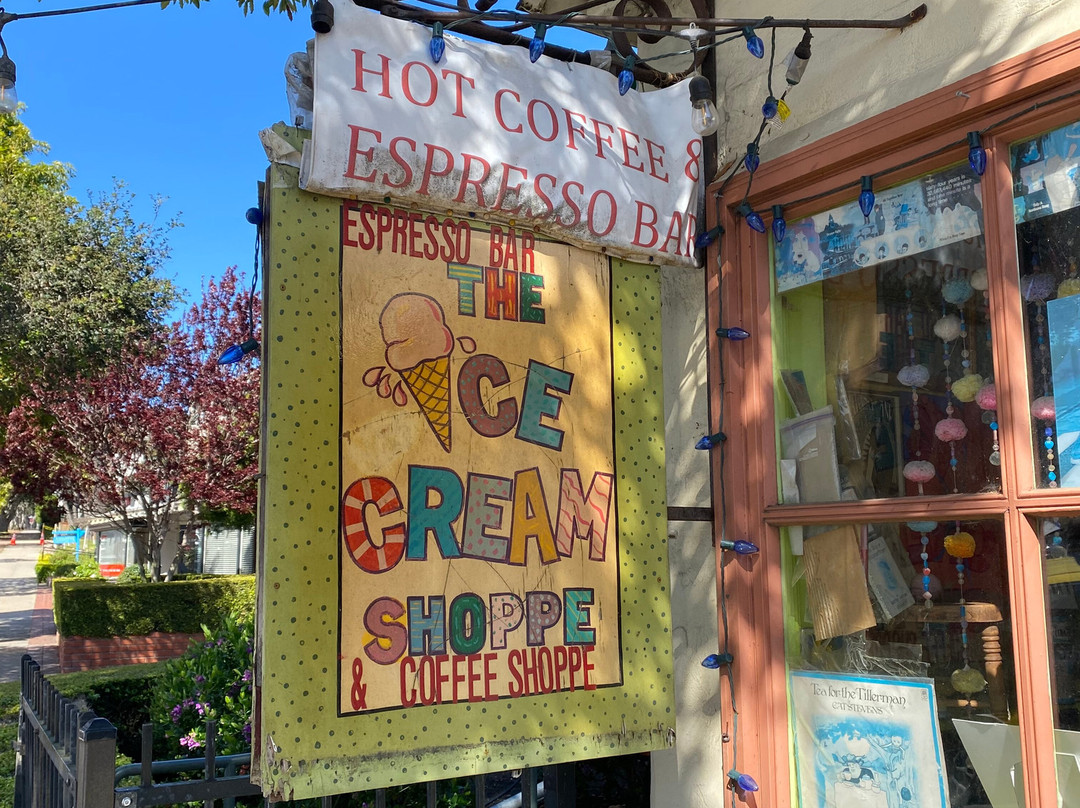 HOT COFFEE &
ESPRESSO BAR
ESPRESSO BAR
THE
ICE
CREAM
SHOPPE
& COFFEE SHOPPE
Tea for the Tillerman
CAT STEVENS